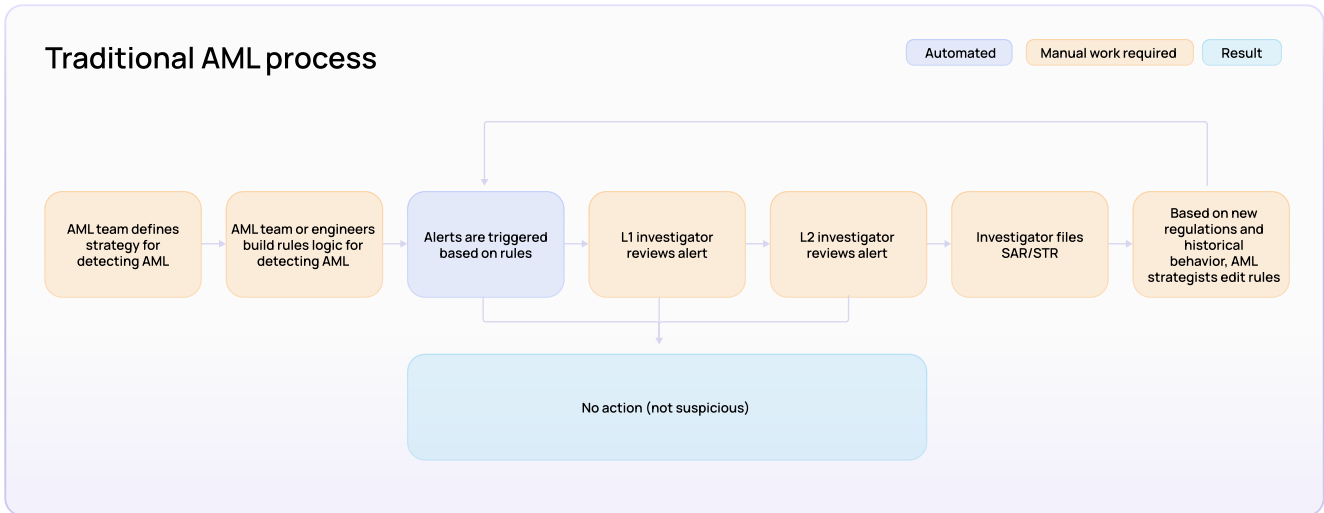 Traditional AML process
Automated
Manual work required
Result
AML team defines
strategy for
detecting AML
AML team or engineers
build rules logic for
detecting AML
Alerts are triggered
based on rules
L1 investigator
reviews alert
L2 investigator
reviews alert
Investigator files
SAR/STR
Based on new
regulations and
historical
behavior, AML
strategists edit rules
No action (not suspicious)